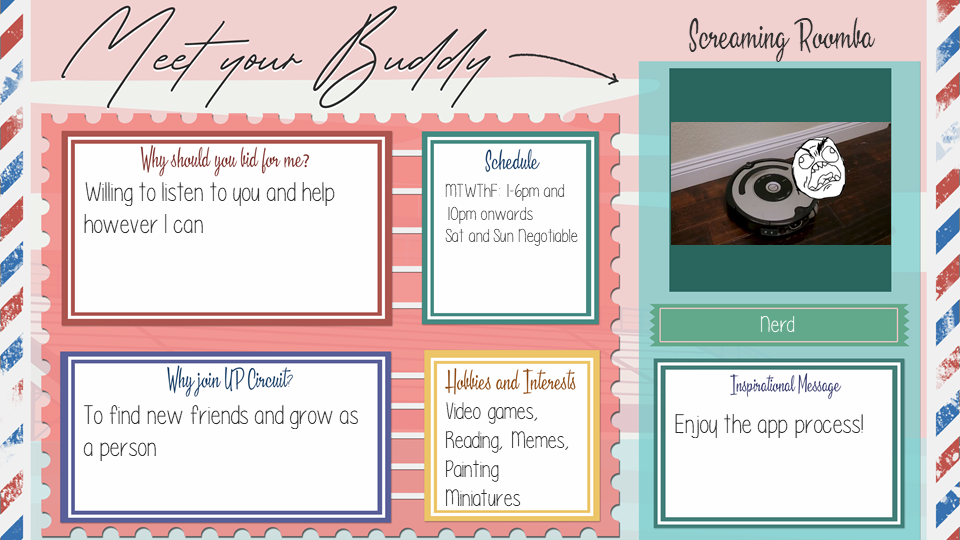 Meet your Buddy
Screaming Roomba
Why should you bid for me?
Willing to listen to you and help
however I can
Schedule
MTWThF: 1-6pm and
10pm onwards
Sat and Sun Negotiable
Nerd
Why join UP Circuit?
To find new friends and grow as
a person
Hobbies and Interests
Video games,
Reading, Memes,
Painting
Miniatures
Inspirational Message
Enjoy the app process!